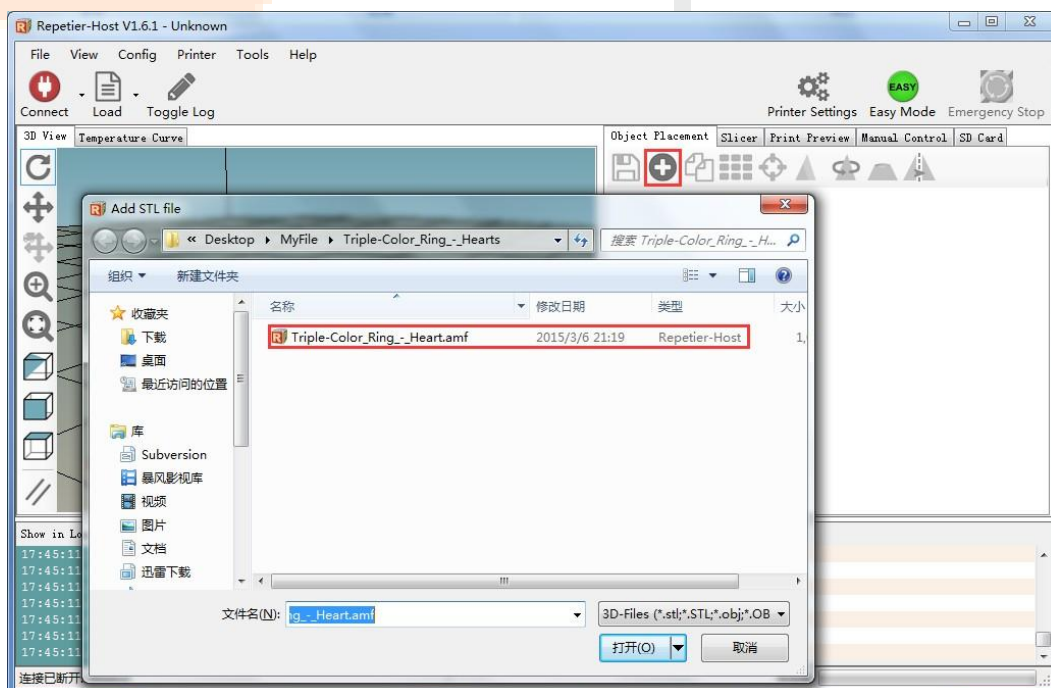 Repetier-Host V1.6.1 - Unknown
File View Config Printer Tools Help
Connect Load Toggle Log Printer Settings Easy Mode Emergency Stop
EASY
3D View Temperature Curve Object Placement Slicer Print Preview Manual Control SD Card
Add STL file
« Desktop ▸ MyFile ▸ Triple-Color_Ring_-_Hearts 搜索 Triple-Color_Ring_-_H...
组织 新建文件夹
收藏夹 名称 修改日期 类型 大小
下载 Triple-Color_Ring_-_Heart.amf 2015/3/6 21:19 Repetier-Host 1,
桌面
最近访问的位置
库
Subversion
暴风影视库
视频
图片
文档
迅雷下载
Show in Lo
17:45:11
17:45:11
17:45:11
17:45:11
17:45:11
17:45:11
17:45:11
文件名(N): ng_-_Heart.amf 3D-Files (*.stl;*.STL;*.obj;*.OB
打开(O) 取消
连接已断开